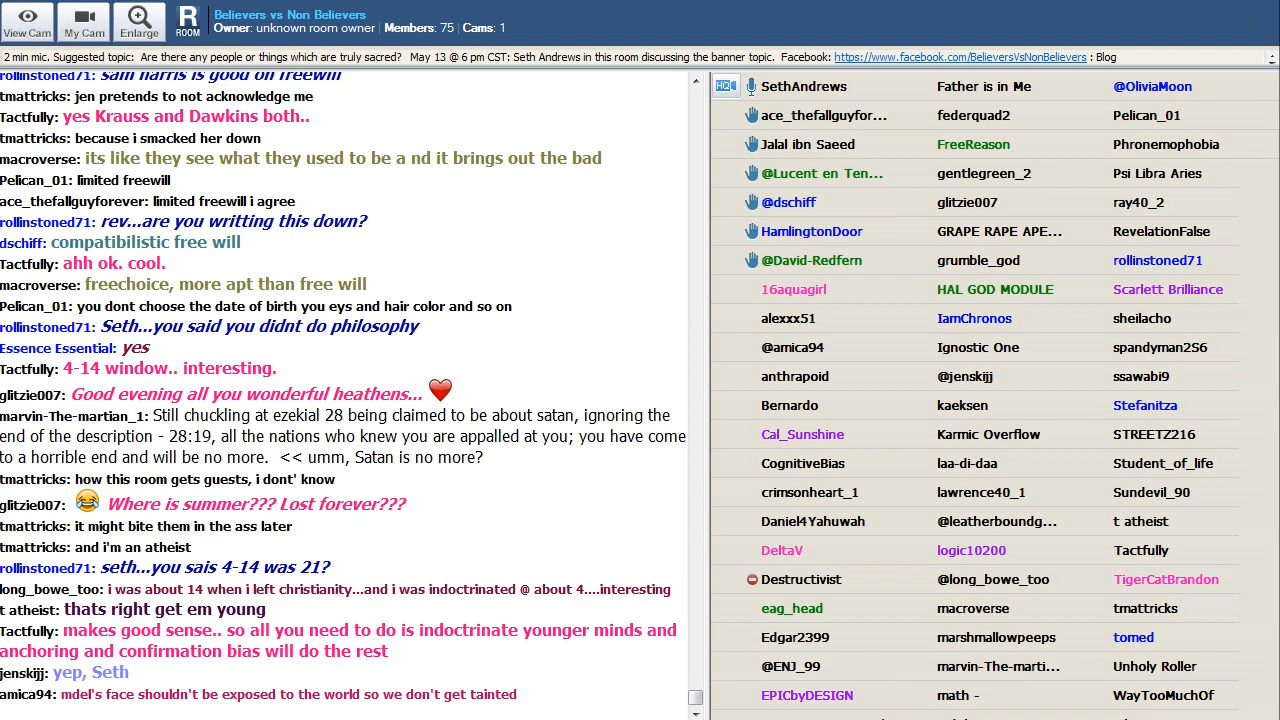 View Cam
My Cam
Enlarge
R
ROOM
Believers vs Non Believers
Owner: unknown room owner | Members: 75 | Cams: 1
2 min mic. Suggested topic: Are there any people or things which are truly sacred? May 13 @ 6 pm CST: Seth Andrews in this room discussing the banner topic. Facebook: https://www.facebook.com/BelieversVsNonBelievers : Blog
rollinstoned71: sam harris is good on freewill
tmattricks: jen pretends to not acknowledge me
Tactfully: yes Krauss and Dawkins both..
tmattricks: because i smacked her down
macroverse: its like they see what they used to be a nd it brings out the bad
Pelican_01: limited freewill
ace_thefallguyforever: limited freewill i agree
rollinstoned71: rev...are you writting this down?
dschiff: compatibilistic free will
Tactfully: ahh ok. cool.
macroverse: freechoice, more apt than free will
Pelican_01: you dont choose the date of birth you eys and hair color and so on
rollinstoned71: Seth...you said you didnt do philosophy
Essence Essential: yes
Tactfully: 4-14 window.. interesting.
glitzie007: Good evening all you wonderful heathens...
marvin-The-martian_1: Still chuckling at ezekial 28 being claimed to be about satan, ignoring the
end of the description - 28:19, all the nations who knew you are appalled at you; you have come
to a horrible end and will be no more. << umm, Satan is no more?
tmattricks: how this room gets guests, i dont' know
glitzie007: Where is summer??? Lost forever???
tmattricks: it might bite them in the ass later
tmattricks: and i'm an atheist
rollinstoned71: seth...you sais 4-14 was 21?
long_bowe_too: i was about 14 when i left christianity...and i was indoctrinated @ about 4....interesting
t atheist: thats right get em young
Tactfully: makes good sense.. so all you need to do is indoctrinate younger minds and
anchoring and confirmation bias will do the rest
jenskijj: yep, Seth
amica94: mdel's face shouldn't be exposed to the world so we don't get tainted
HQ
SethAndrews Father is in Me @OliviaMoon
ace_thefallguyfor... federquad2 Pelican_01
Jalal ibn Saeed FreeReason Phronemophobia
@Lucent en Ten... gentlegreen_2 Psi Libra Aries
@dschiff glitzie007 ray40_2
HamlingtonDoor GRAPE RAPE APE... RevelationFalse
@David-Redfern grumble_god rollinstoned71
16aquagirl HAL GOD MODULE Scarlett Brilliance
alexxx51 IamChronos sheilacho
@amica94 Ignostic One spandyman2S6
anthrapoid @jenskijj ssawabi9
Bernardo kaeksen Stefanitza
Cal_Sunshine Karmic Overflow STREETZ216
CognitiveBias laa-di-daa Student_of_life
crimsonheart_1 lawrence40_1 Sundevil_90
Daniel4Yahuwah @leatherboundg... t atheist
DeltaV logic10200 Tactfully
Destructivist @long_bowe_too TigerCatBrandon
eag_head macroverse tmattricks
Edgar2399 marshmallowpeeps tomed
@ENJ_99 marvin-The-marti... Unholy Roller
EPICbyDESIGN math - WayTooMuchOf